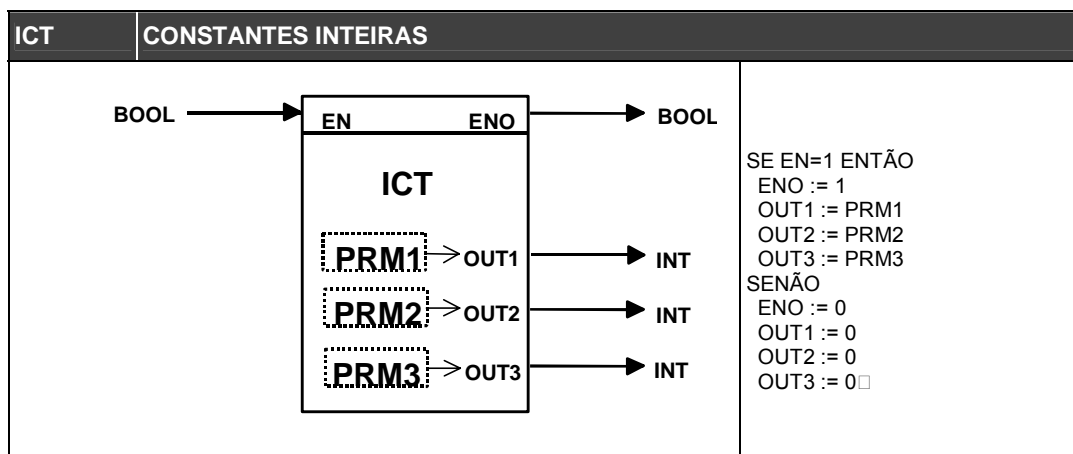 ICT CONSTANTES INTEIRAS
BOOL EN ENO BOOL
ICT
PRM1 OUT1 INT
PRM2 OUT2 INT
PRM3 OUT3 INT
SE EN=1 ENTÃO
ENO := 1
OUT1 := PRM1
OUT2 := PRM2
OUT3 := PRM3
SENÃO
ENO := 0
OUT1 := 0
OUT2 := 0
OUT3 := 0□